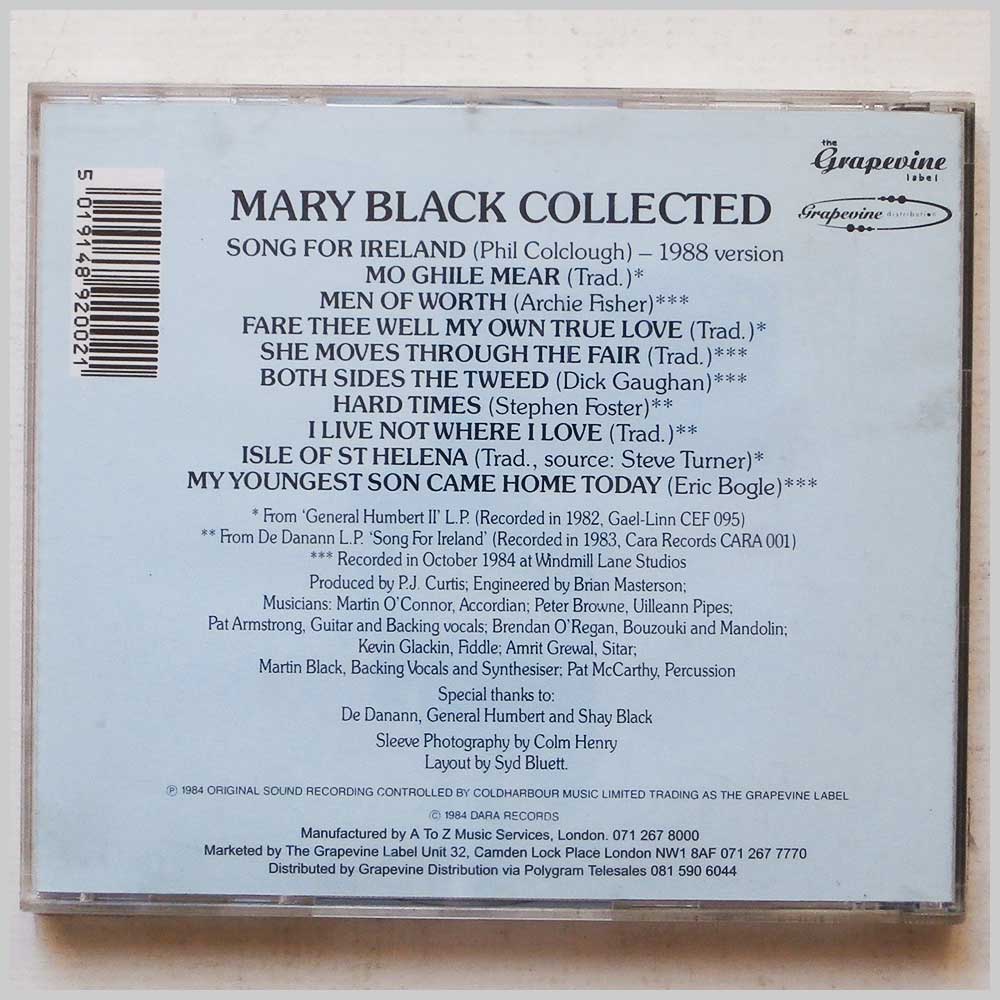 the
Grapevine
label
Grapevine distribution
5 019148 920021
MARY BLACK COLLECTED
SONG FOR IRELAND (Phil Colclough) – 1988 version
MO GHILE MEAR (Trad.)*
MEN OF WORTH (Archie Fisher)***
FARE THEE WELL MY OWN TRUE LOVE (Trad.)*
SHE MOVES THROUGH THE FAIR (Trad.)***
BOTH SIDES THE TWEED (Dick Gaughan)***
HARD TIMES (Stephen Foster)**
I LIVE NOT WHERE I LOVE (Trad.)**
ISLE OF ST HELENA (Trad., source: Steve Turner)*
MY YOUNGEST SON CAME HOME TODAY (Eric Bogle)***
* From 'General Humbert II' L.P. (Recorded in 1982, Gael-Linn CEF 095)
** From De Danann L.P. 'Song For Ireland' (Recorded in 1983, Cara Records CARA 001)
*** Recorded in October 1984 at Windmill Lane Studios
Produced by P.J. Curtis; Engineered by Brian Masterson;
Musicians: Martin O'Connor, Accordian; Peter Browne, Uilleann Pipes;
Pat Armstrong, Guitar and Backing vocals; Brendan O'Regan, Bouzouki and Mandolin;
Kevin Glackin, Fiddle; Amrit Grewal, Sitar;
Martin Black, Backing Vocals and Synthesiser; Pat McCarthy, Percussion
Special thanks to:
De Danann, General Humbert and Shay Black
Sleeve Photography by Colm Henry
Layout by Syd Bluett.
℗ 1984 ORIGINAL SOUND RECORDING CONTROLLED BY COLDHARBOUR MUSIC LIMITED TRADING AS THE GRAPEVINE LABEL
© 1984 DARA RECORDS
Manufactured by A To Z Music Services, London. 071 267 8000
Marketed by The Grapevine Label Unit 32, Camden Lock Place London NW1 8AF 071 267 7770
Distributed by Grapevine Distribution via Polygram Telesales 081 590 6044